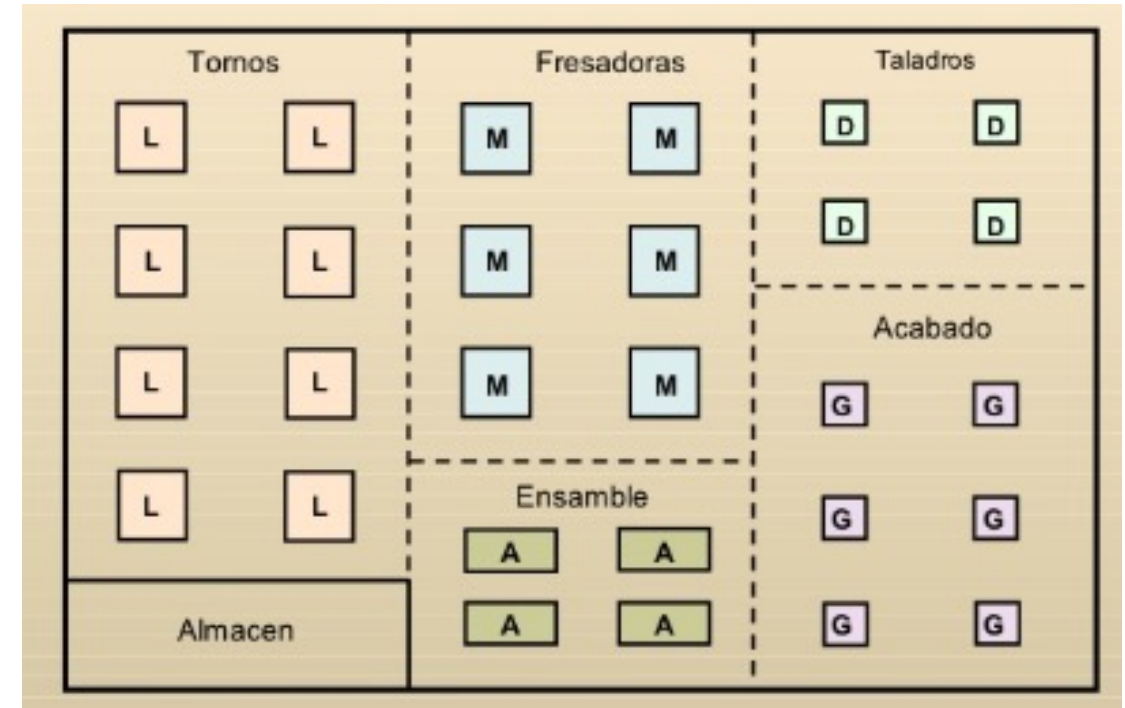 Tornos
L L
L L
L L
L L
Almacen
Fresadoras
M M
M M
M M
Ensamble
A A
A A
Taladros
D D
D D
Acabado
G G
G G
G G